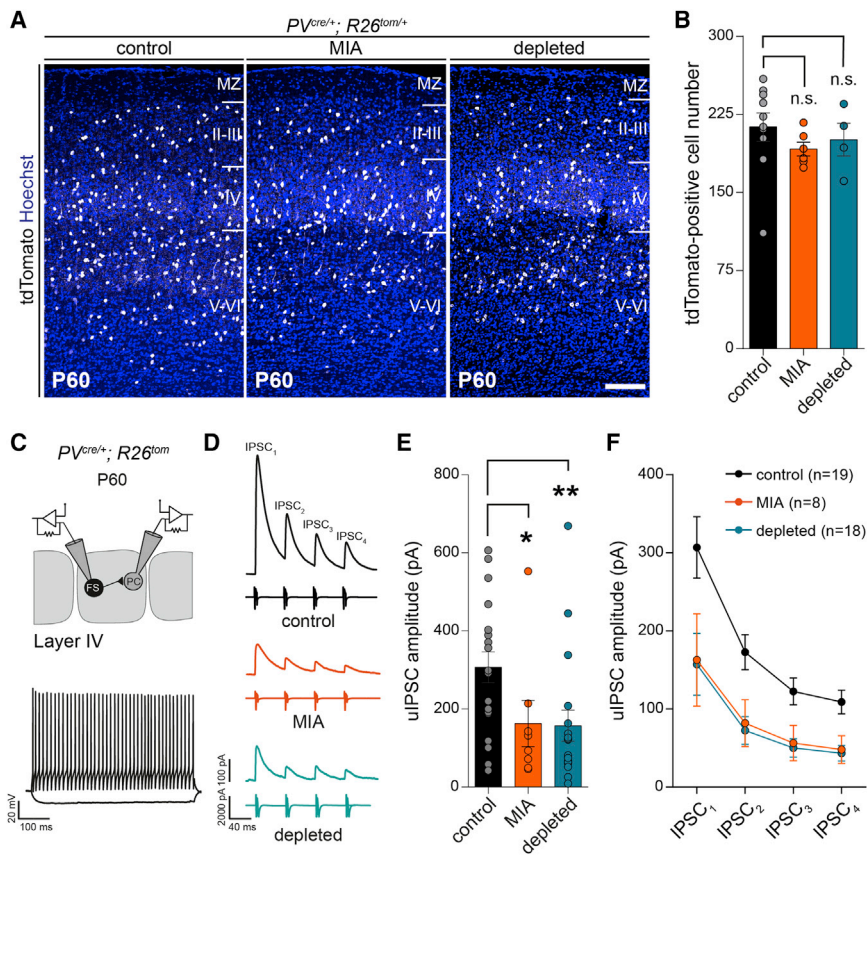 A
PVcre/+; R26tom/+
control
MIA
depleted
tdTomato Hoechst
MZ
II-III
IV
V-VI
P60
MZ
II-III
IV
V-VI
P60
MZ
II-III
IV
V-VI
P60
B
tdTomato-positive cell number
300
225
150
75
0
n.s.
n.s.
control
MIA
depleted
C
PVcre/+; R26tom
P60
FS
PC
Layer IV
20 mV
100 ms
D
IPSC1
IPSC2
IPSC3
IPSC4
control
MIA
100 pA
2000 pA
40 ms
depleted
E
uIPSC amplitude (pA)
800
600
400
200
0
*
**
control
MIA
depleted
F
uIPSC amplitude (pA)
400
300
200
100
0
control (n=19)
MIA (n=8)
depleted (n=18)
IPSC1
IPSC2
IPSC3
IPSC4